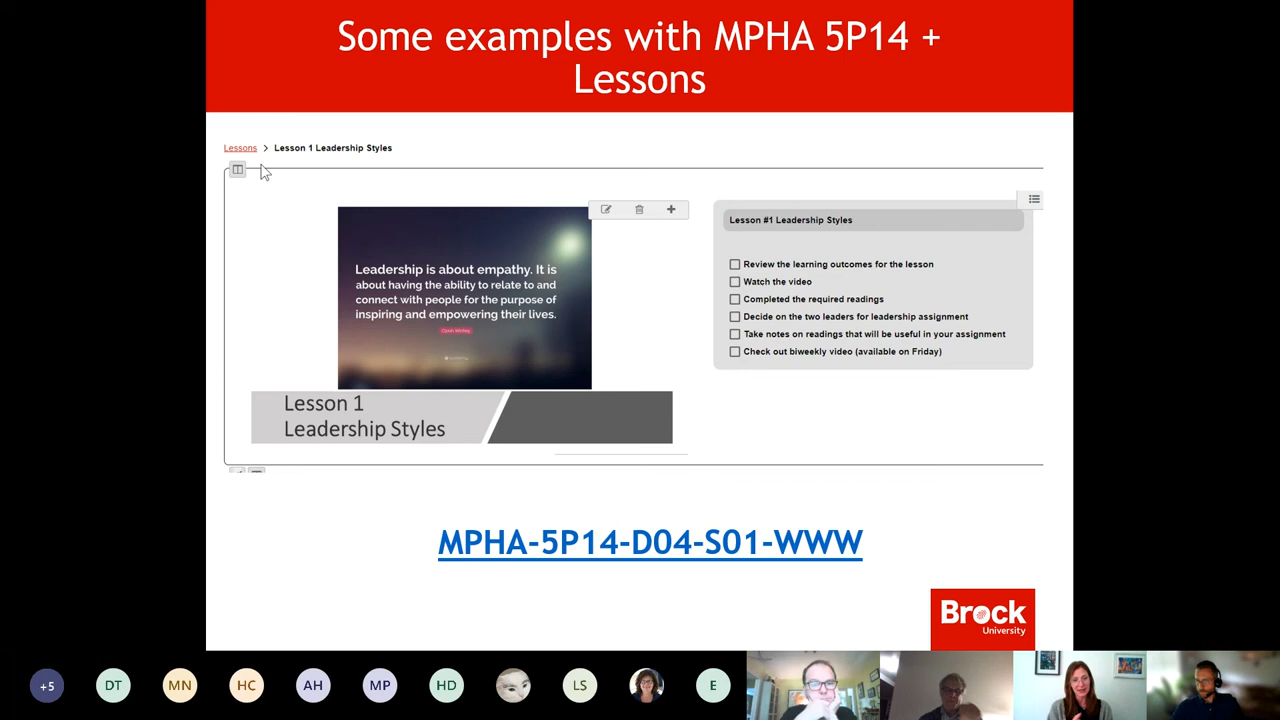 Some examples with MPHA 5P14 +
Lessons
Lessons > Lesson 1 Leadership Styles
Leadership is about empathy. It is
about having the ability to relate to and
connect with people for the purpose of
inspiring and empowering their lives.
Oprah Winfrey
Lesson 1
Leadership Styles
Lesson #1 Leadership Styles
Review the learning outcomes for the lesson
Watch the video
Completed the required readings
Decide on the two leaders for leadership assignment
Take notes on readings that will be useful in your assignment
Check out biweekly video (available on Friday)
MPHA-5P14-D04-S01-WWW
Brock
University
+5
DT
MN
HC
AH
MP
HD
LS
E